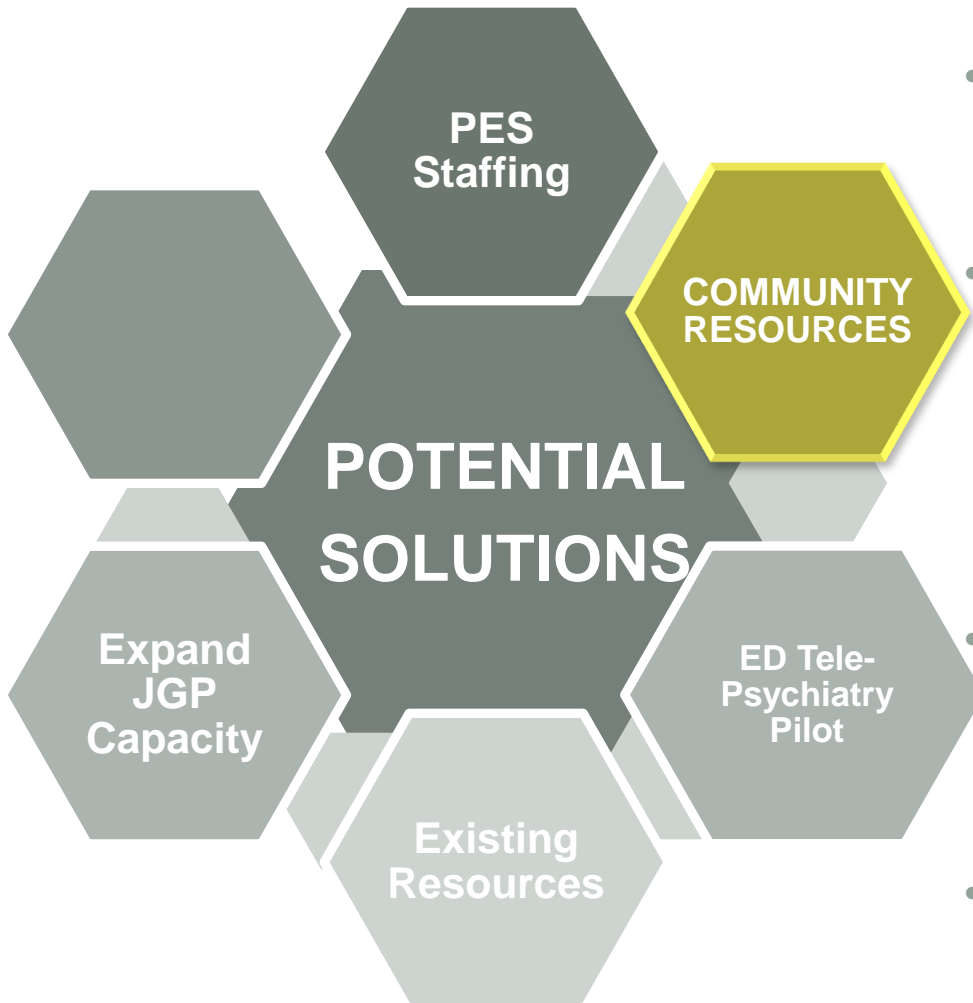 PES
Staffing
COMMUNITY
RESOURCES
POTENTIAL
SOLUTIONS
ED Tele-
Psychiatry
Pilot
Expand
JGP
Capacity
Existing
Resources